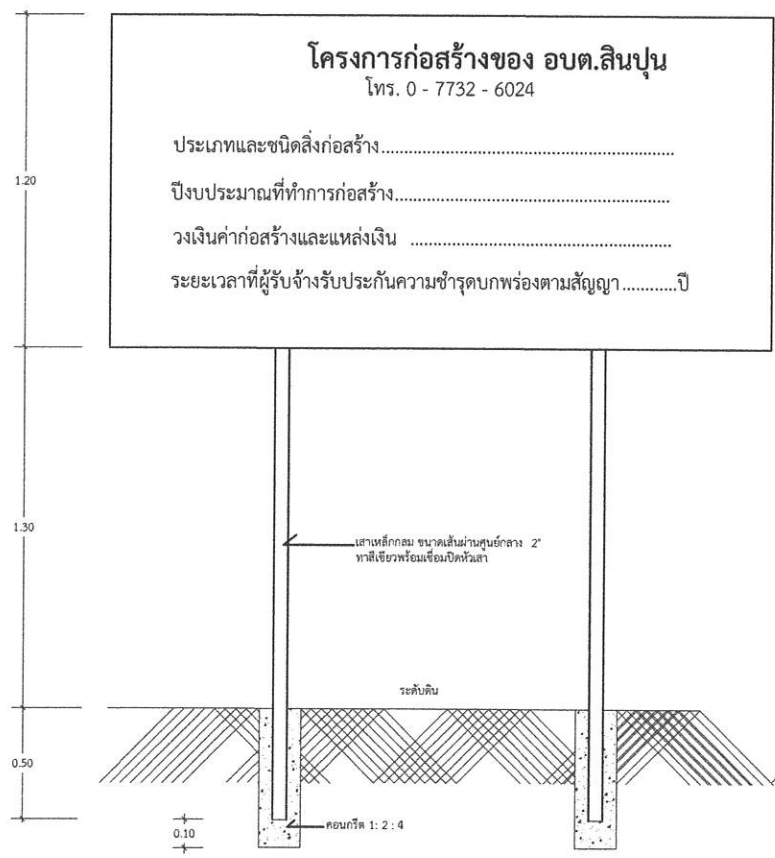 โครงการก่อสร้างของ อบต.สินปุน
โทร. 0 - 7732 - 6024
ประเภทและชนิดสิ่งก่อสร้าง...........................................................
ปีงบประมาณที่ทำการก่อสร้าง.......................................................
วงเงินค่าก่อสร้างและแหล่งเงิน ....................................................
ระยะเวลาที่ผู้รับจ้างรับประกันความชำรุดบกพร่องตามสัญญา...........ปี
1.20
1.30
เสาเหล็กกลม ขนาดเส้นผ่านศูนย์กลาง 2"
ทาสีเขียวพร้อมเชื่อมปิดหัวเสา
ระดับดิน
0.50
0.10
คอนกรีต 1: 2 : 4